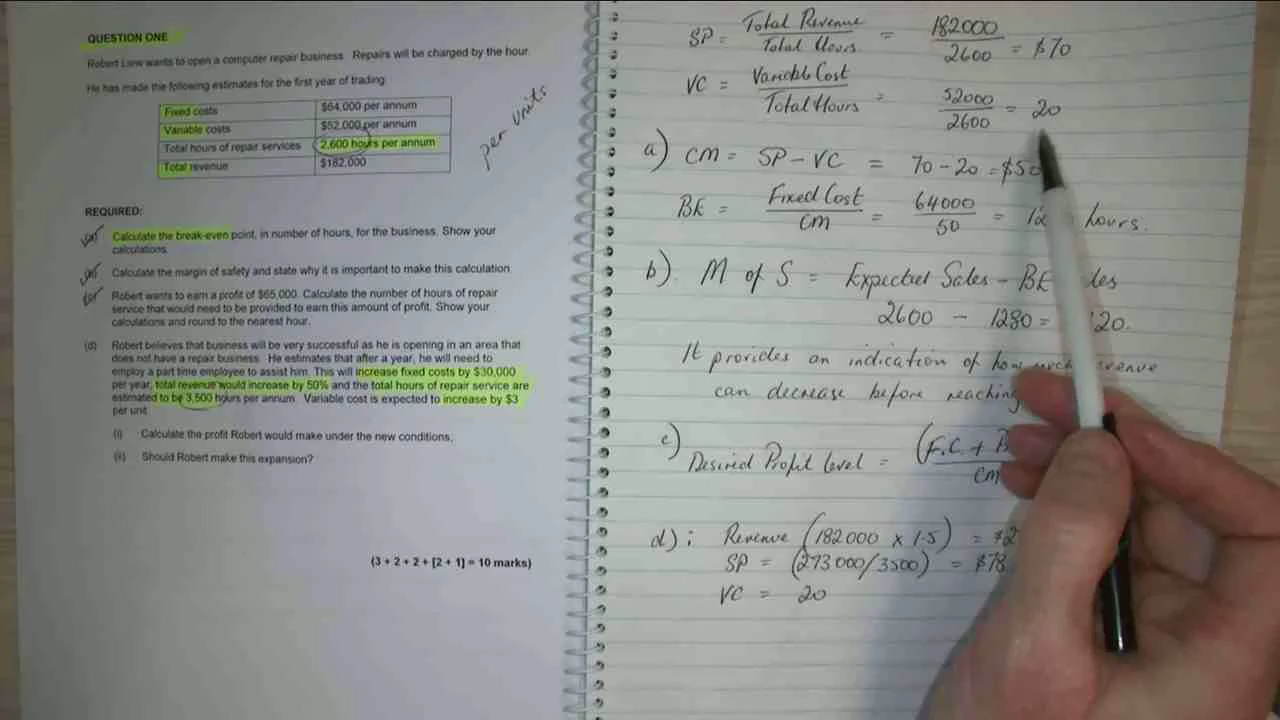 QUESTION ONE
Robert Liew wants to open a computer repair business. Repairs will be charged by the hour.
He has made the following estimates for the first year of trading:
Fixed costs $64,000 per annum
Variable costs $52,000 per annum
Total hours of repair services 2,600 hours per annum
Total revenue $182,000
per units
REQUIRED:
(a) Calculate the break-even point, in number of hours, for the business. Show your
calculations.
Calculate the margin of safety and state why it is important to make this calculation.
Robert wants to earn a profit of $65,000. Calculate the number of hours of repair
service that would need to be provided to earn this amount of profit. Show your
calculations and round to the nearest hour.
(d) Robert believes that business will be very successful as he is opening in an area that
does not have a repair business. He estimates that after a year, he will need to
employ a part time employee to assist him. This will increase fixed costs by $30,000
per year, total revenue would increase by 50% and the total hours of repair service are
estimated to be 3,500 hours per annum. Variable cost is expected to increase by $3
per unit.
(i) Calculate the profit Robert would make under the new conditions.
(ii) Should Robert make this expansion?
(3 + 2 + 2 + [2 + 1] = 10 marks)
SP = Total Revenue / Total Hours = 182000 / 2600 = $70
VC = Variable Cost / Total Hours = 52000 / 2600 = 20
a) CM = SP - VC = 70 - 20 = $50
BE = Fixed Cost / CM = 64000 / 50 = hours.
b). M of S = Expected Sales - BE
2600 - 1280 =
It provides an indication of how much
can decrease before reaching
c) Desired Profit Level = (F.C. + / CM
d) i Revenue (182000 x 1.5) =
SP = (273000/3500) = $78
VC = 20